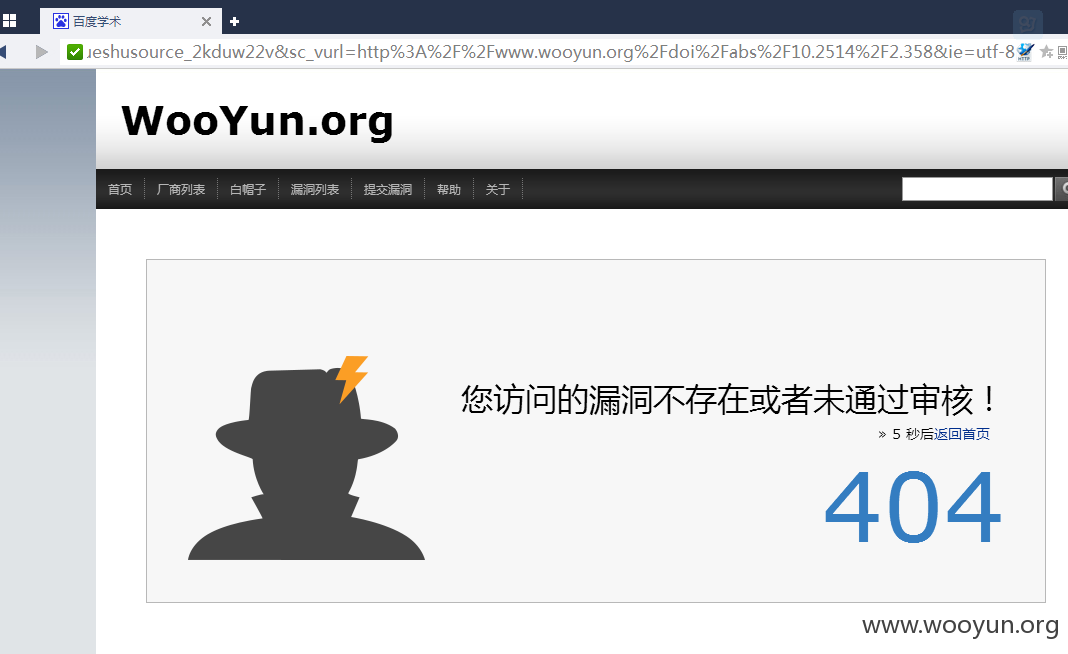 百度学术
ueshusource_2kduw22v&sc_vurl=http%3A%2F%2Fwww.wooyun.org%2Fdoi%2Fabs%2F10.2514%2F2.358&ie=utf-8
WooYun.org
首页 厂商列表 白帽子 漏洞列表 提交漏洞 帮助 关于
您访问的漏洞不存在或者未通过审核！
» 5 秒后返回首页
404
www.wooyun.org